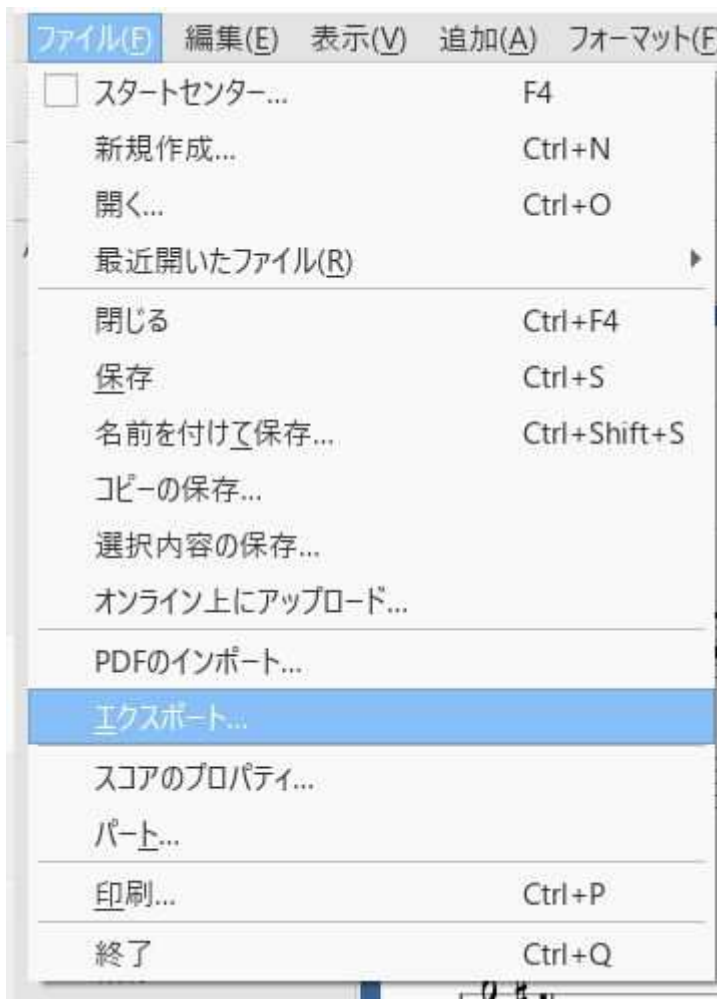 ファイル(F) 編集(E) 表示(V) 追加(A) フォーマット(F
スタートセンター... F4
新規作成... Ctrl+N
開く... Ctrl+O
最近開いたファイル(R)
閉じる Ctrl+F4
保存 Ctrl+S
名前を付けて保存... Ctrl+Shift+S
コピーの保存...
選択内容の保存...
オンライン上にアップロード...
PDFのインポート...
エクスポート...
スコアのプロパティ...
パート...
印刷... Ctrl+P
終了 Ctrl+Q